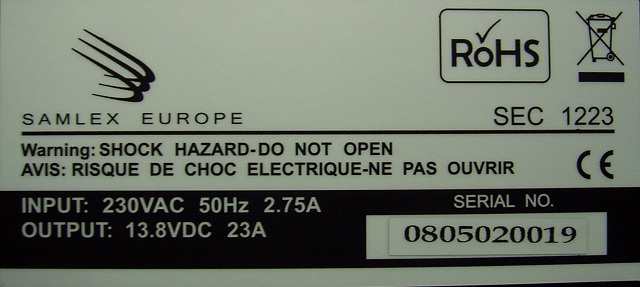 RoHS
SAMLEX EUROPE
SEC 1223
Warning: SHOCK HAZARD-DO NOT OPEN
AVIS: RISQUE DE CHOC ELECTRIQUE-NE PAS OUVRIR
CE
INPUT: 230VAC 50Hz 2.75A
OUTPUT: 13.8VDC 23A
SERIAL NO.
0805020019